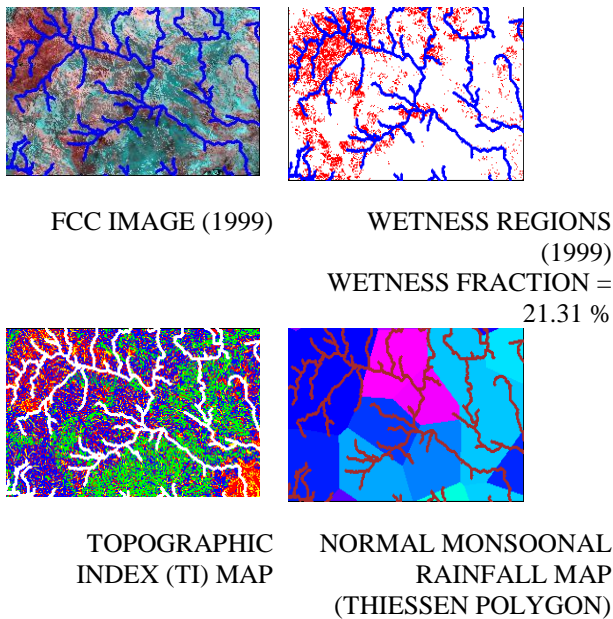 FCC IMAGE (1999)
WETNESS REGIONS
(1999)
WETNESS FRACTION =
21.31 %
TOPOGRAPHIC
INDEX (TI) MAP
NORMAL MONSOONAL
RAINFALL MAP
(THIESSEN POLYGON)